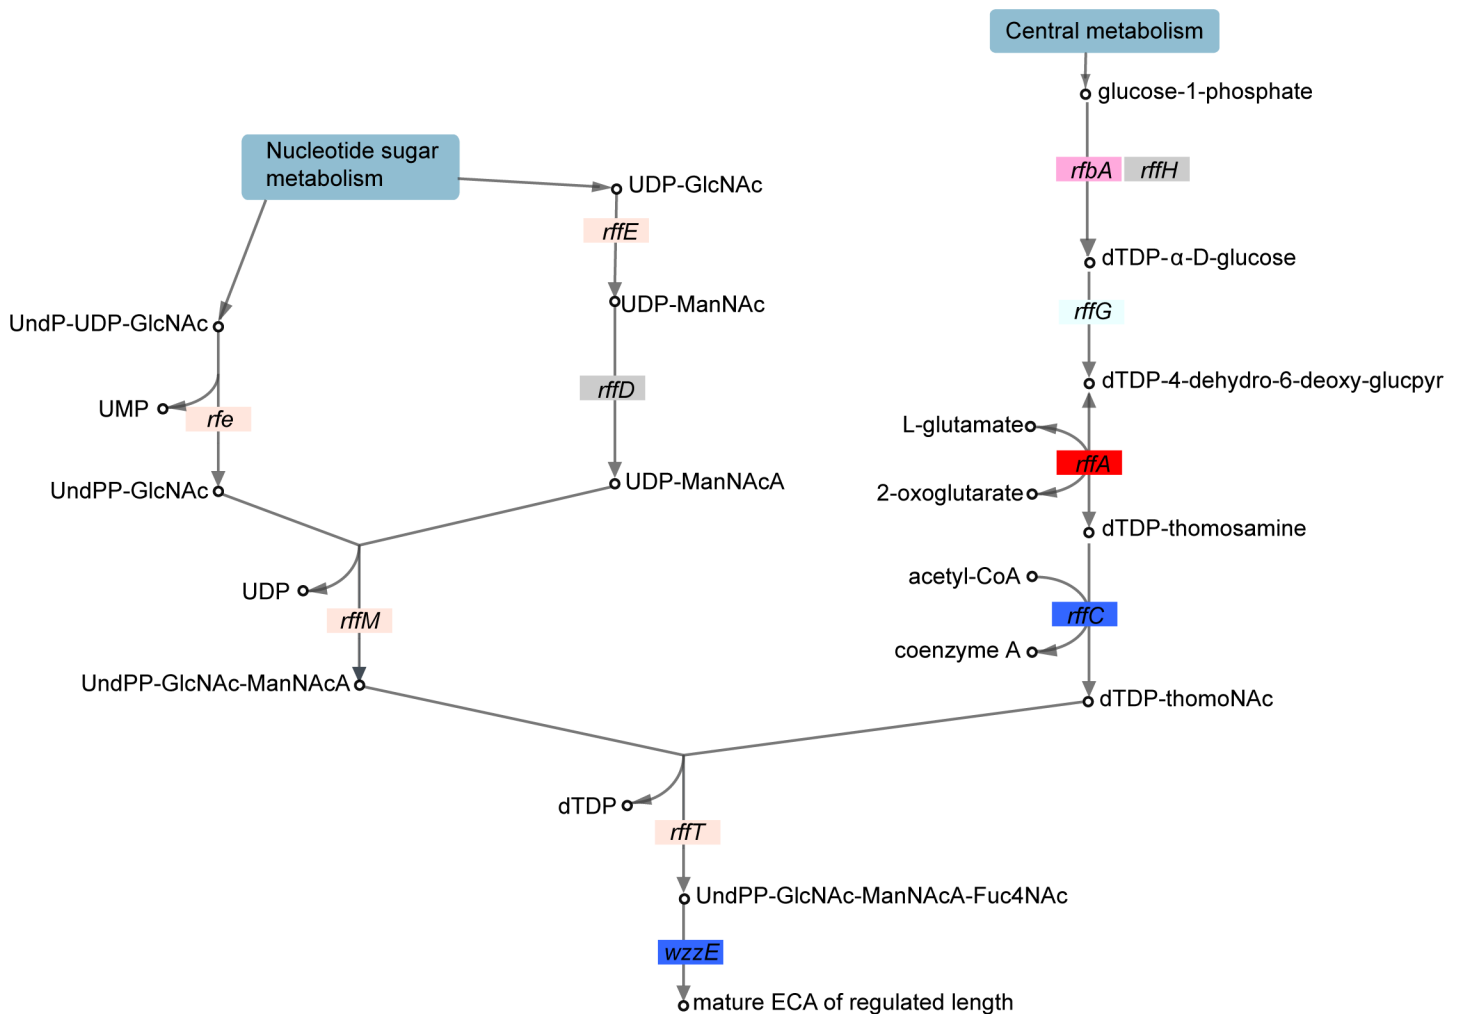 Central metabolism
glucose-1-phosphate
rfbA rffH
Nucleotide sugar
metabolism
UDP-GlcNAc
rffE
dTDP-α-D-glucose
UDP-ManNAc
rffG
UndP-UDP-GlcNAc
dTDP-4-dehydro-6-deoxy-glucpyr
rffD
UMP
rfe
L-glutamate
rffA
UDP-ManNAcA
UndPP-GlcNAc
2-oxoglutarate
dTDP-thomosamine
acetyl-CoA
UDP
rffC
rffM
coenzyme A
UndPP-GlcNAc-ManNAcA
dTDP-thomoNAc
dTDP
rffT
UndPP-GlcNAc-ManNAcA-Fuc4NAc
wzzE
mature ECA of regulated length